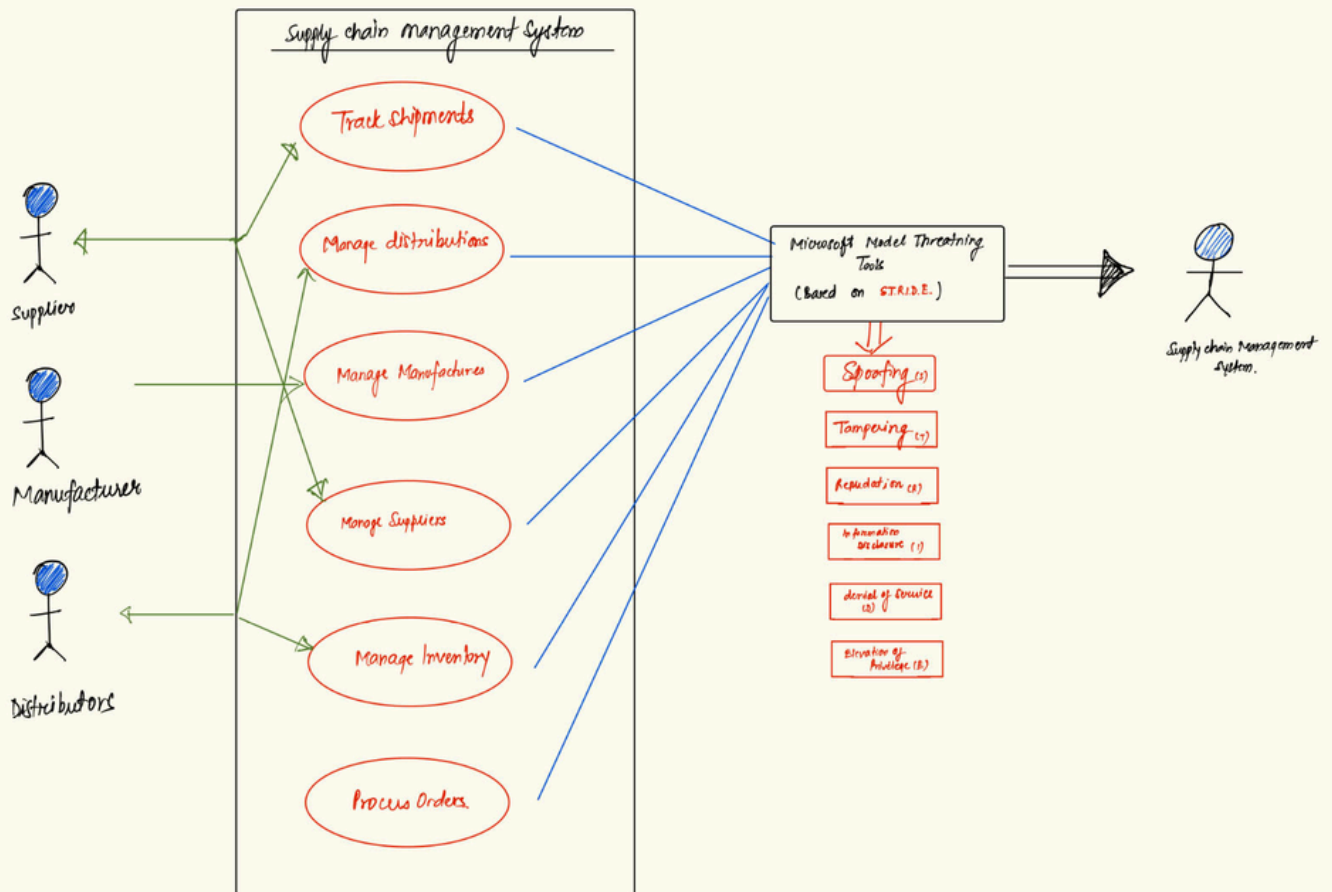 Supply chain management System
Track Shipments
Manage distributions
Manage Manufactures
Manage Suppliers
Manage Inventory
Process Orders.
Supplier
Manufacturer
Distributors
Microsoft Model Threatning
Tools
(Based on S.T.R.I.D.E.)
Spoofing (S)
Tampering (T)
Repudation (R)
Information
Disclosure (I)
denial of Service
(D)
Elevation of
Privilege (E)
Supply chain Management
System.